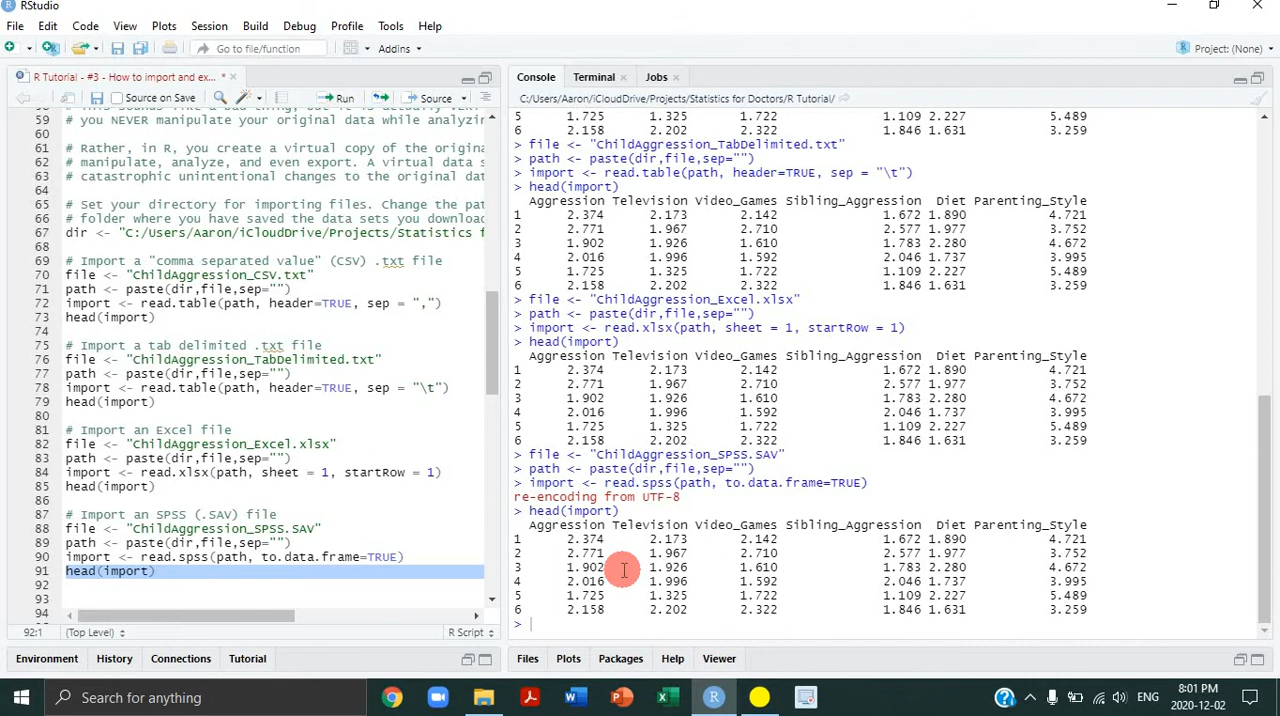 RStudio
File Edit Code View Plots Session Build Debug Profile Tools Help
Go to file/function Addins Project: (None)
R Tutorial - #3 - How to import and ex... *
Source on Save Run Source
59 # you NEVER manipulate your original data while analyzin
60
61 # Rather, in R, you create a virtual copy of the origina
62 # manipulate, analyze, and even export. A virtual data s
63 # catastrophic unintentional changes to the original dat
64
65 # Set your directory for importing files. Change the pat
66 # folder where you have saved the data sets you download
67 dir <- "C:/Users/Aaron/iCloudDrive/Projects/Statistics f
68
69 # Import a "comma separated value" (CSV) .txt file
70 file <- "ChildAggression_CSV.txt"
71 path <- paste(dir,file,sep="")
72 import <- read.table(path, header=TRUE, sep = ",")
73 head(import)
74
75 # Import a tab delimited .txt file
76 file <- "ChildAggression_TabDelimited.txt"
77 path <- paste(dir,file,sep="")
78 import <- read.table(path, header=TRUE, sep = "\t")
79 head(import)
80
81 # Import an Excel file
82 file <- "ChildAggression_Excel.xlsx"
83 path <- paste(dir,file,sep="")
84 import <- read.xlsx(path, sheet = 1, startRow = 1)
85 head(import)
86
87 # Import an SPSS (.SAV) file
88 file <- "ChildAggression_SPSS.SAV"
89 path <- paste(dir,file,sep="")
90 import <- read.spss(path, to.data.frame=TRUE)
91 head(import)
92
93
94
92:1 (Top Level) R Script
Environment History Connections Tutorial
Console Terminal Jobs
C:/Users/Aaron/iCloudDrive/Projects/Statistics for Doctors/R Tutorial/
5 1.725 1.325 1.722 1.109 2.227 5.489
6 2.158 2.202 2.322 1.846 1.631 3.259
> file <- "ChildAggression_TabDelimited.txt"
> path <- paste(dir,file,sep="")
> import <- read.table(path, header=TRUE, sep = "\t")
> head(import)
Aggression Television Video_Games Sibling_Aggression Diet Parenting_Style
1 2.374 2.173 2.142 1.672 1.890 4.721
2 2.771 1.967 2.710 2.577 1.977 3.752
3 1.902 1.926 1.610 1.783 2.280 4.672
4 2.016 1.996 1.592 2.046 1.737 3.995
5 1.725 1.325 1.722 1.109 2.227 5.489
6 2.158 2.202 2.322 1.846 1.631 3.259
> file <- "ChildAggression_Excel.xlsx"
> path <- paste(dir,file,sep="")
> import <- read.xlsx(path, sheet = 1, startRow = 1)
> head(import)
Aggression Television Video_Games Sibling_Aggression Diet Parenting_Style
1 2.374 2.173 2.142 1.672 1.890 4.721
2 2.771 1.967 2.710 2.577 1.977 3.752
3 1.902 1.926 1.610 1.783 2.280 4.672
4 2.016 1.996 1.592 2.046 1.737 3.995
5 1.725 1.325 1.722 1.109 2.227 5.489
6 2.158 2.202 2.322 1.846 1.631 3.259
> file <- "ChildAggression_SPSS.SAV"
> path <- paste(dir,file,sep="")
> import <- read.spss(path, to.data.frame=TRUE)
re-encoding from UTF-8
> head(import)
Aggression Television Video_Games Sibling_Aggression Diet Parenting_Style
1 2.374 2.173 2.142 1.672 1.890 4.721
2 2.771 1.967 2.710 2.577 1.977 3.752
3 1.902 1.926 1.610 1.783 2.280 4.672
4 2.016 1.996 1.592 2.046 1.737 3.995
5 1.725 1.325 1.722 1.109 2.227 5.489
6 2.158 2.202 2.322 1.846 1.631 3.259
>
Files Plots Packages Help Viewer
Search for anything
ENG
8:01 PM
2020-12-02